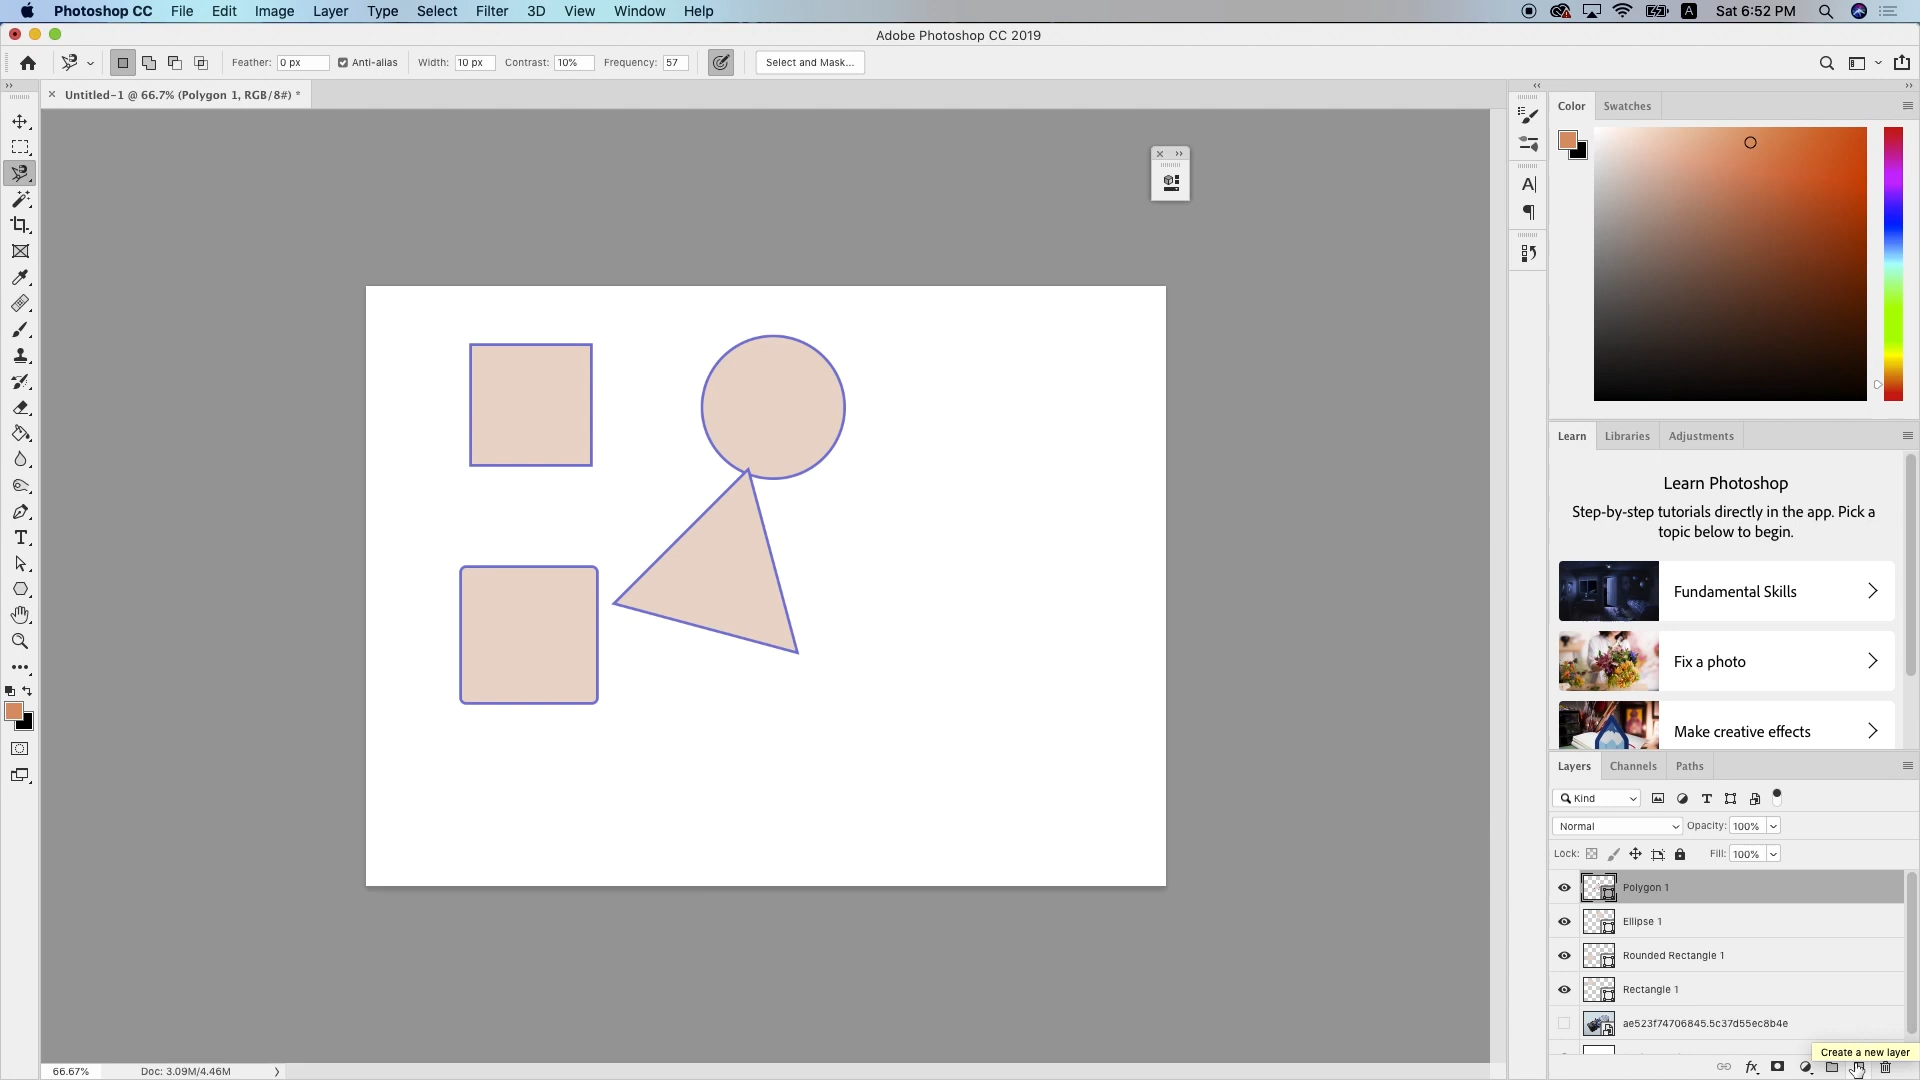 Photoshop CC File Edit Image Layer Type Select Filter 3D View Window Help A Sat 6:52 PM
Adobe Photoshop CC 2019
Feather: 0 px Anti-alias Width: 10 px Contrast: 10% Frequency: 57 Select and Mask...
Untitled-1 @ 66.7% (Polygon 1, RGB/8#) *
Color Swatches
Learn Libraries Adjustments
Learn Photoshop
Step-by-step tutorials directly in the app. Pick a
topic below to begin.
Fundamental Skills
Fix a photo
Make creative effects
Layers Channels Paths
Kind
Normal Opacity: 100%
Lock: Fill: 100%
Polygon 1
Ellipse 1
Rounded Rectangle 1
Rectangle 1
ae523f74706845.5c37d55ec8b4e
Create a new layer
fx
66.67% Doc: 3.09M/4.46M